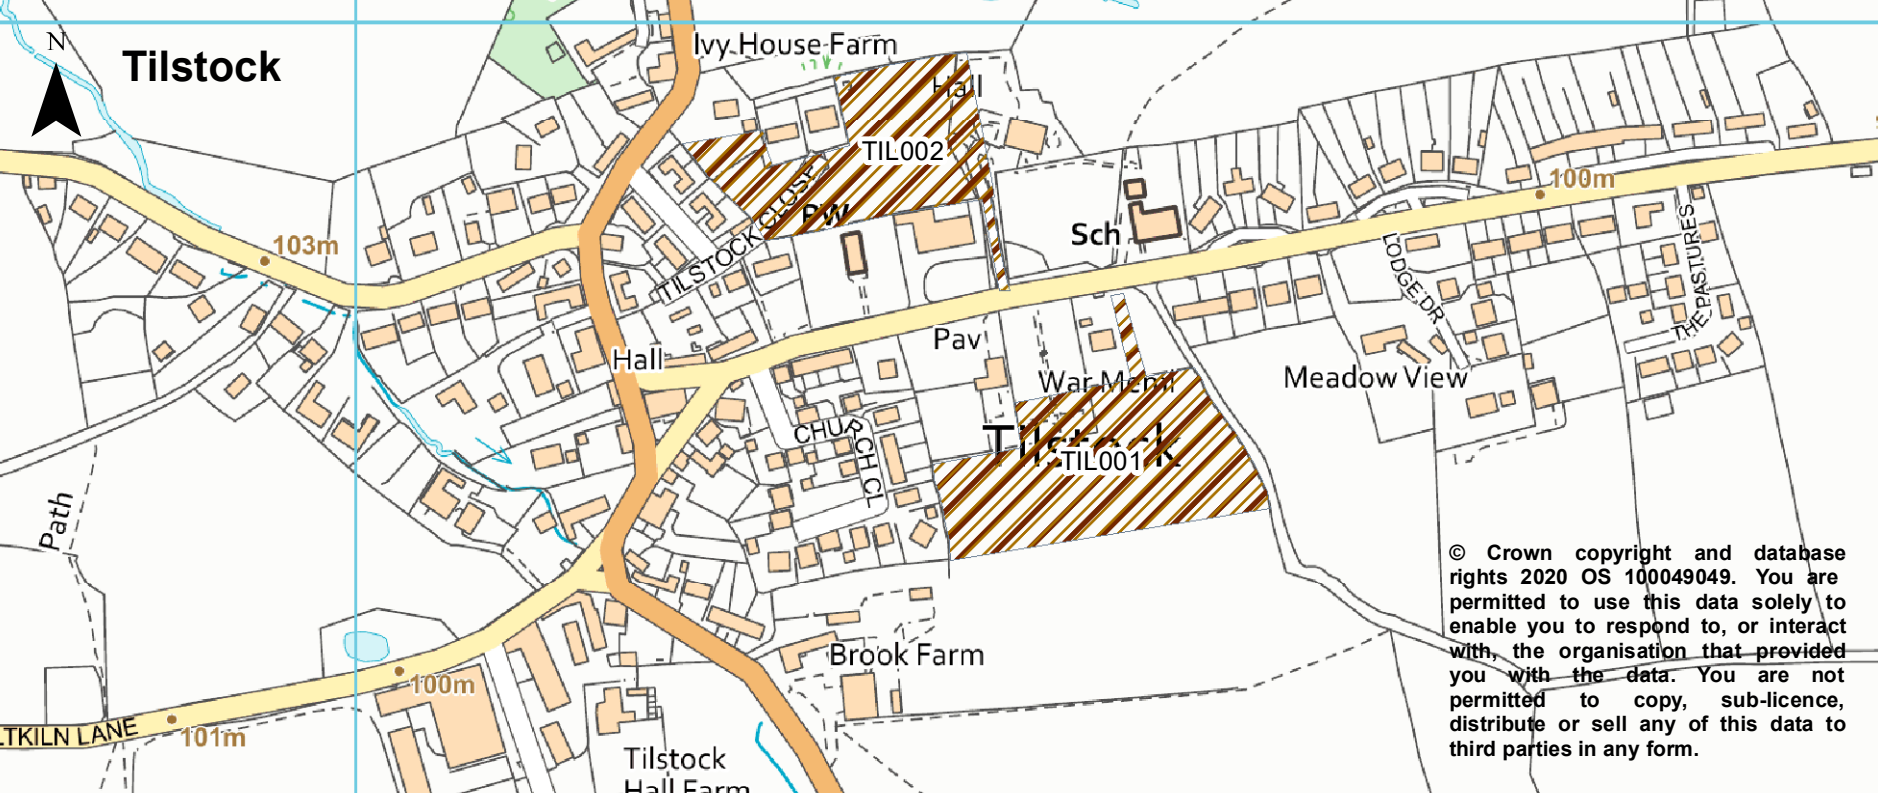 N
Tilstock
Ivy House Farm
Hall
TIL002
CLOSE
PW
TILSTOCK
Sch
103m
100m
LODGE DR
THE PASTURES
Hall
Pav
War Meml
Meadow View
Tilstock
TIL001
CHURCH CL
Path
Brook Farm
100m
101m
LTKILN LANE
Tilstock
Hall Farm
© Crown copyright and database
rights 2020 OS 100049049. You are
permitted to use this data solely to
enable you to respond to, or interact
with, the organisation that provided
you with the data. You are not
permitted to copy, sub-licence,
distribute or sell any of this data to
third parties in any form.